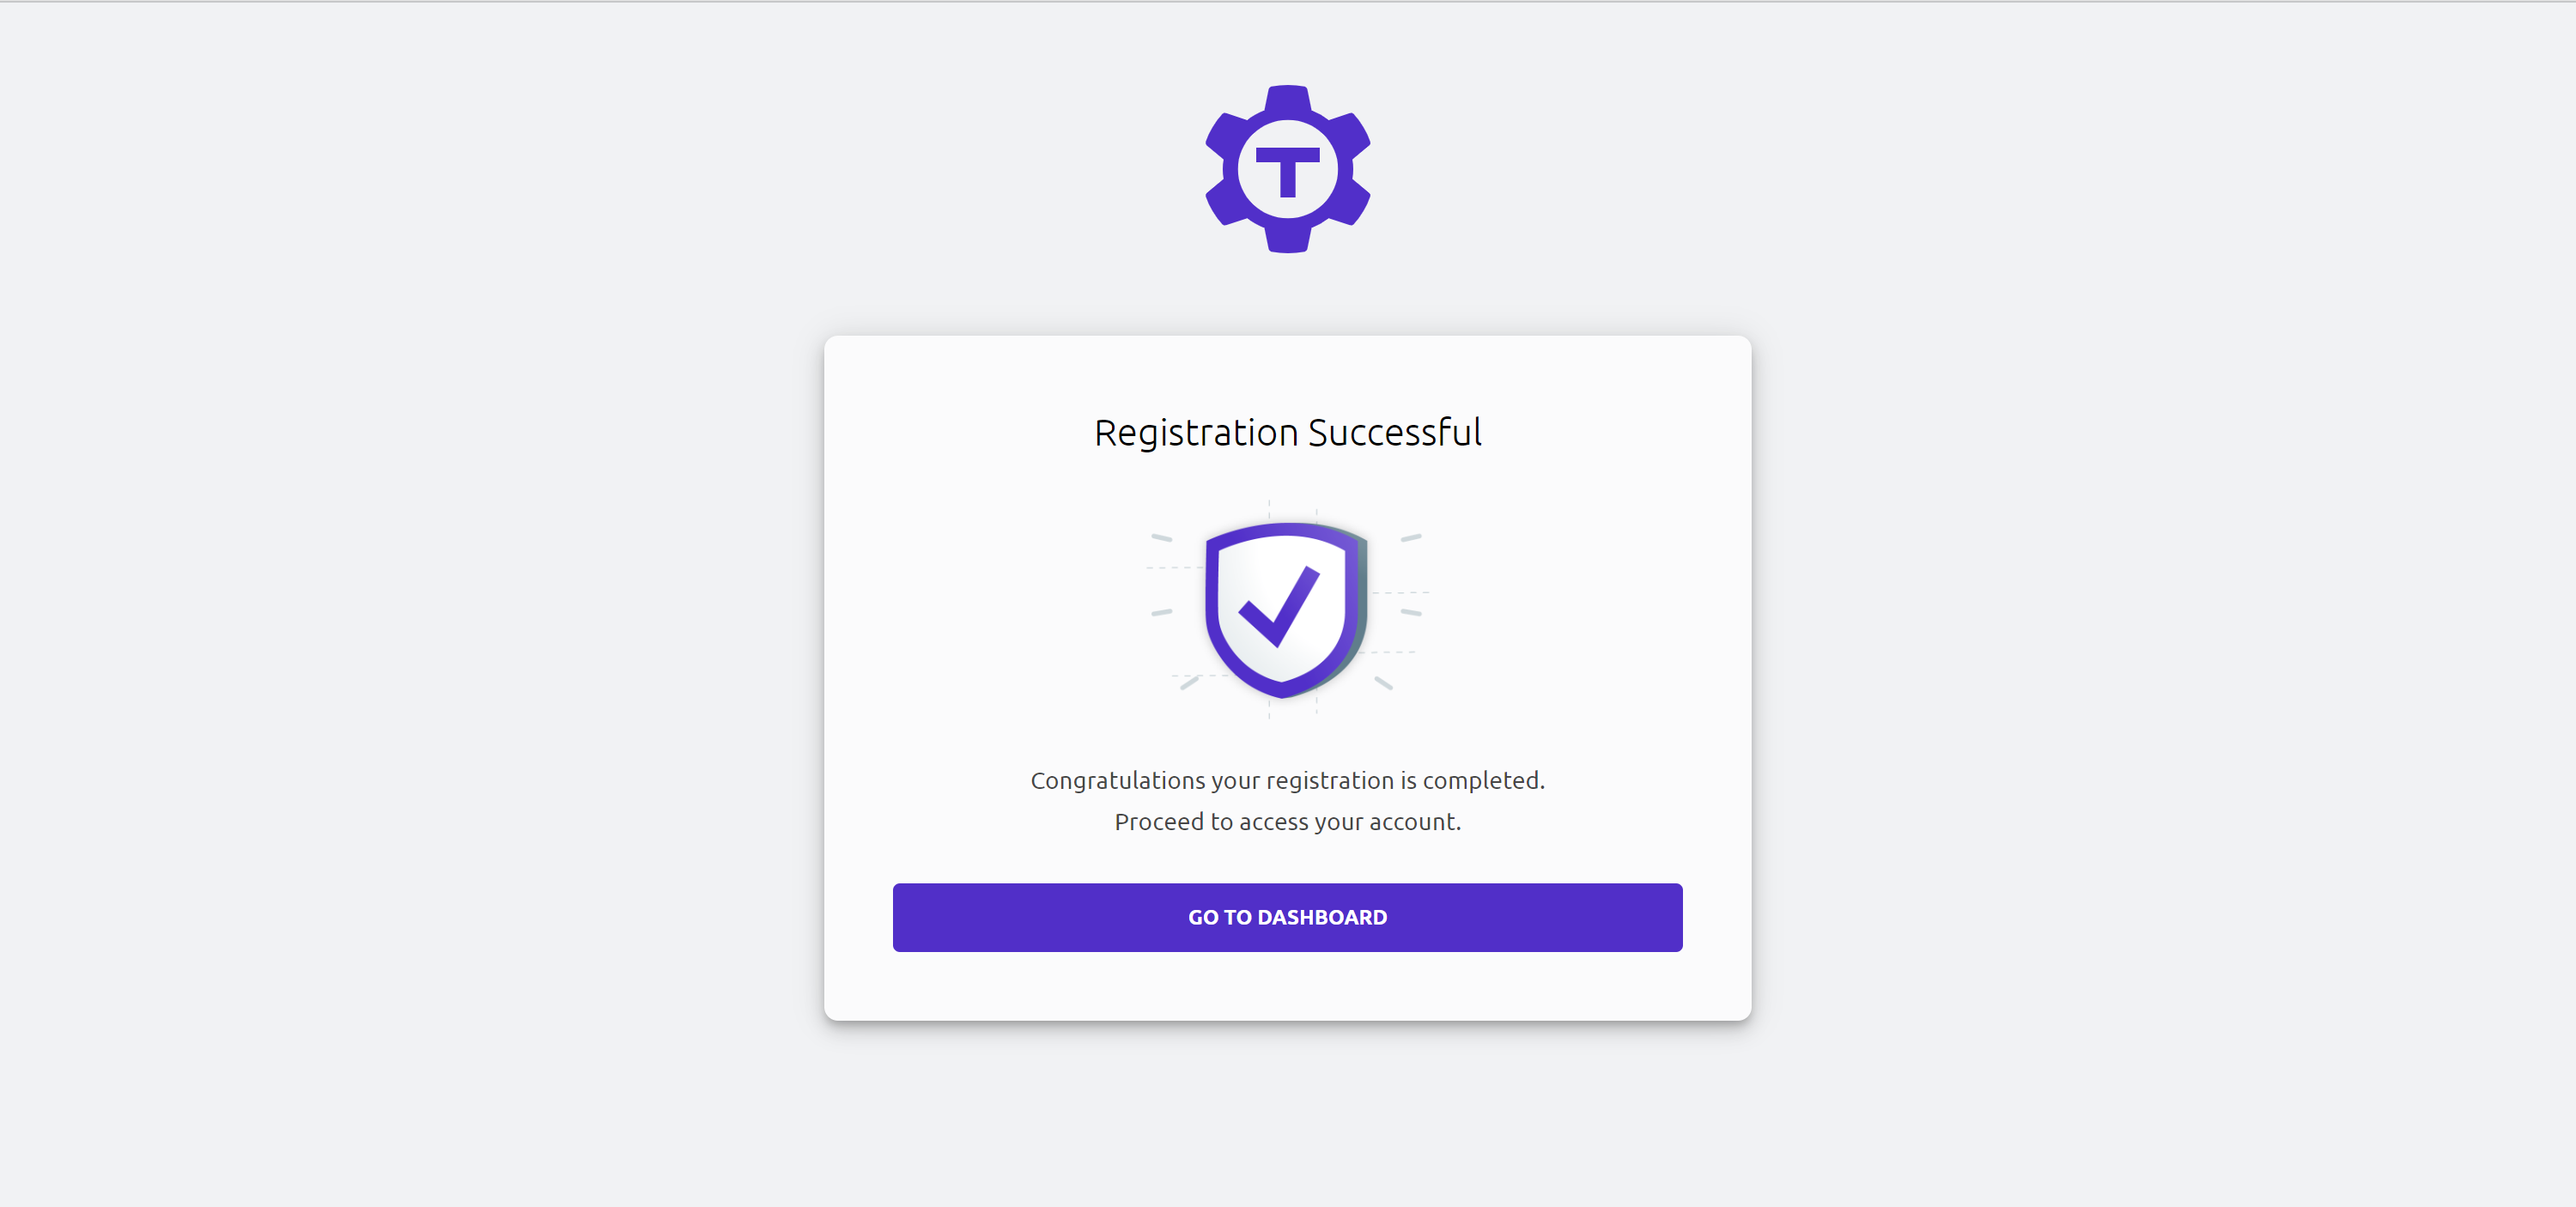 T
Registration Successful
Congratulations your registration is completed.
Proceed to access your account.
GO TO DASHBOARD